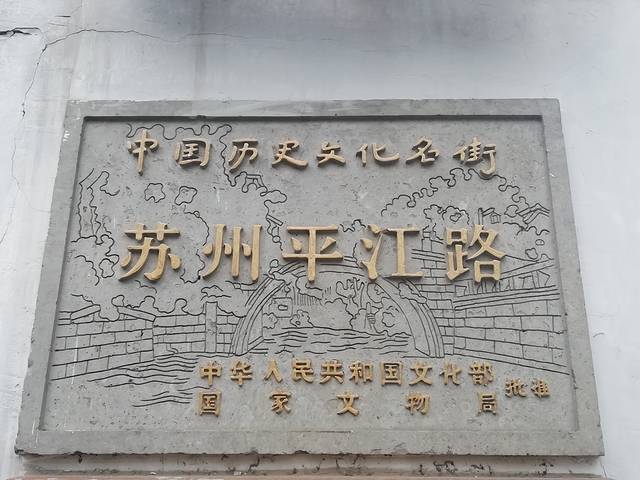 中国历史文化名街
苏州平江路
中华人民共和国文化部
国家文物局
批准